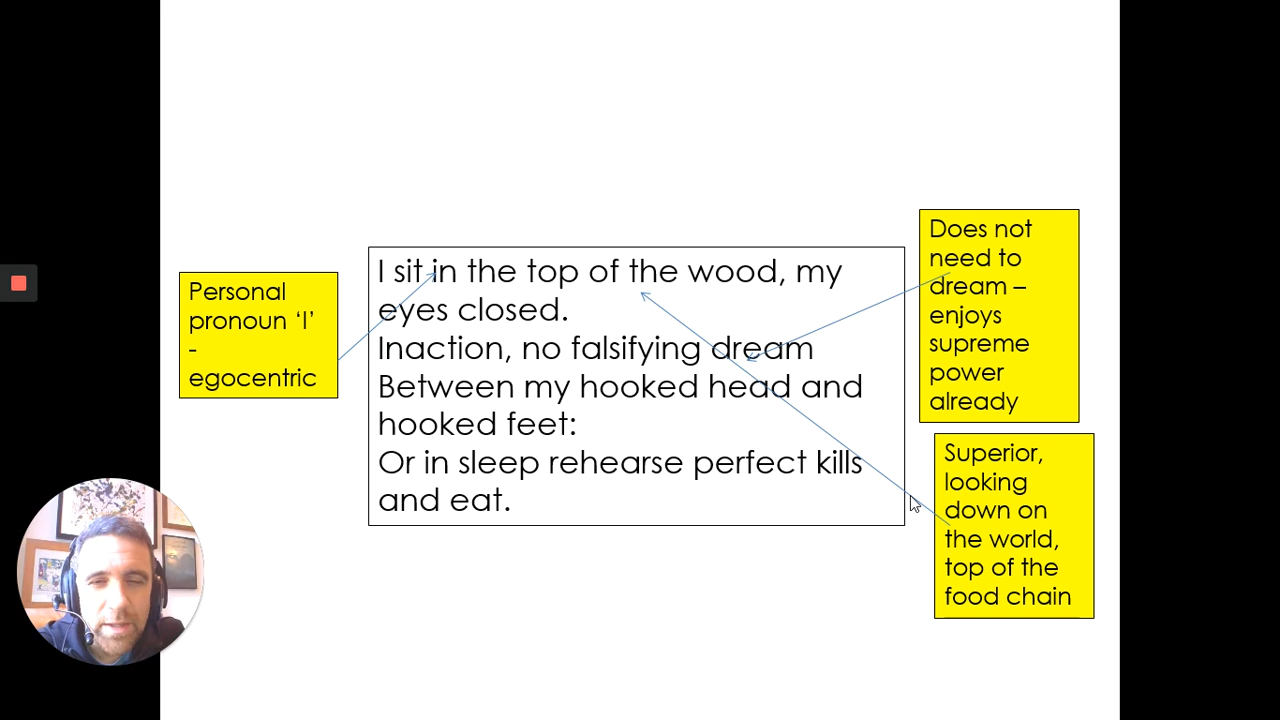 Personal
pronoun ‘I’
-
egocentric
I sit in the top of the wood, my
eyes closed.
Inaction, no falsifying dream
Between my hooked head and
hooked feet:
Or in sleep rehearse perfect kills
and eat.
Does not
need to
dream –
enjoys
supreme
power
already
Superior,
looking
down on
the world,
top of the
food chain